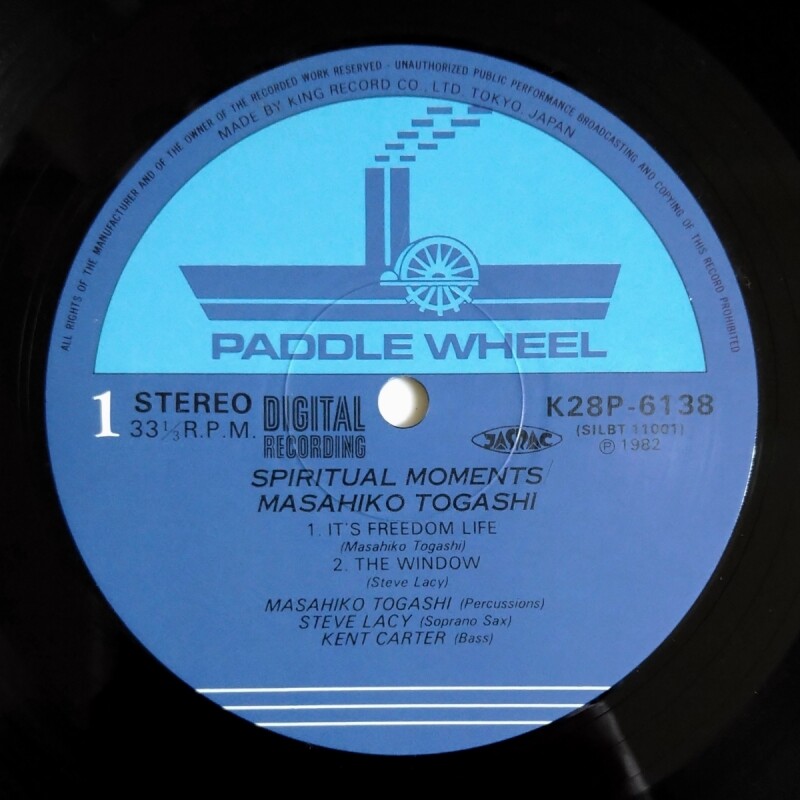 ALL RIGHTS OF THE MANUFACTURER AND OF THE OWNER OF THE RECORDED WORK RESERVED - UNAUTHORIZED PUBLIC PERFORMANCE BROADCASTING AND COPYING OF THIS RECORD PROHIBITED
MADE BY KING RECORD CO., LTD. TOKYO, JAPAN
PADDLE WHEEL
1 STEREO
33 1/3 R.P.M.
DIGITAL
RECORDING
JASRAC
K28P-6138
(SILBT 11001)
Ⓟ 1982
SPIRITUAL MOMENTS/
MASAHIKO TOGASHI
1. IT'S FREEDOM LIFE
(Masahiko Togashi)
2. THE WINDOW
(Steve Lacy)
MASAHIKO TOGASHI (Percussions)
STEVE LACY (Soprano Sax)
KENT CARTER (Bass)